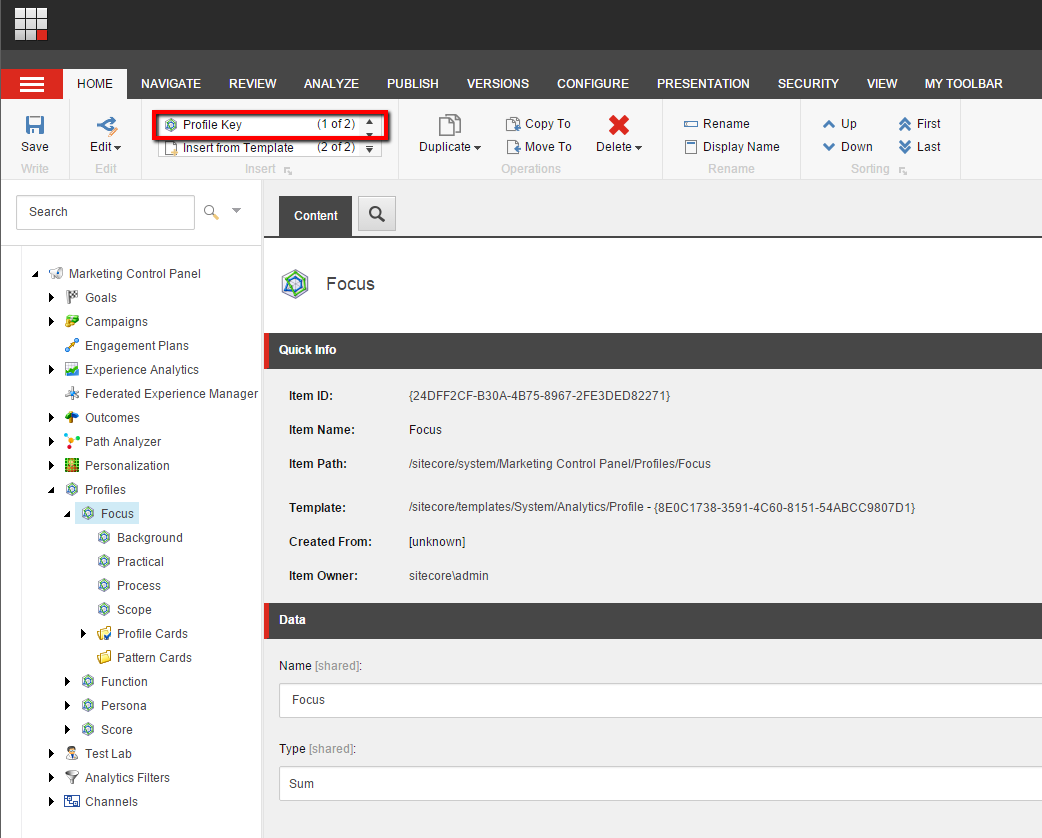 HOME NAVIGATE REVIEW ANALYZE PUBLISH VERSIONS CONFIGURE PRESENTATION SECURITY VIEW MY TOOLBAR
Profile Key (1 of 2) Copy To Rename Up First
Save Edit Insert from Template (2 of 2) Duplicate Move To Delete Display Name Down Last
Write Edit Insert Operations Rename Sorting
Search
Content
Marketing Control Panel
Goals
Campaigns
Engagement Plans
Experience Analytics
Federated Experience Manager
Outcomes
Path Analyzer
Personalization
Profiles
Focus
Background
Practical
Process
Scope
Profile Cards
Pattern Cards
Function
Persona
Score
Test Lab
Analytics Filters
Channels
Focus
Quick Info
Item ID: {24DFF2CF-B30A-4B75-8967-2FE3DED82271}
Item Name: Focus
Item Path: /sitecore/system/Marketing Control Panel/Profiles/Focus
Template: /sitecore/templates/System/Analytics/Profile - {8E0C1738-3591-4C60-8151-54ABCC9807D1}
Created From: [unknown]
Item Owner: sitecore\admin
Data
Name [shared]:
Focus
Type [shared]:
Sum